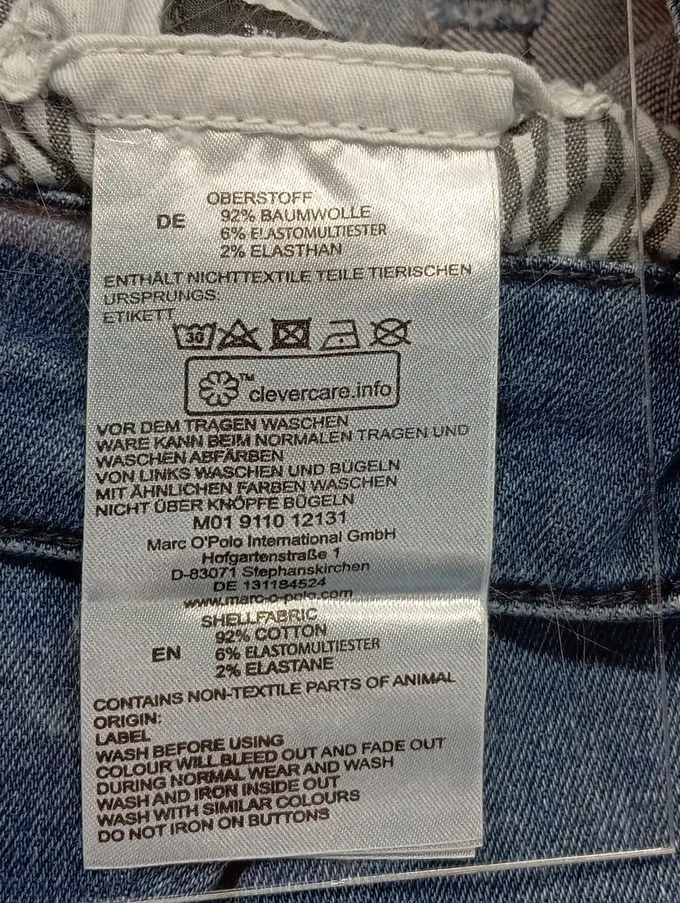 OBERSTOFF
DE 92% BAUMWOLLE
6% ELASTOMULTIESTER
2% ELASTHAN
ENTHÄLT NICHTTEXTILE TEILE TIERISCHEN
URSPRUNGS:
ETIKETT
30
clevercare.info™
VOR DEM TRAGEN WASCHEN
WARE KANN BEIM NORMALEN TRAGEN UND
WASCHEN ABFÄRBEN
VON LINKS WASCHEN UND BÜGELN
MIT ÄHNLICHEN FARBEN WASCHEN
NICHT ÜBER KNÖPFE BÜGELN
M01 9110 12131
Marc O'Polo International GmbH
Hofgartenstraße 1
D-83071 Stephanskirchen
DE 131184524
www.marc-o-polo.com
SHELLFABRIC
92% COTTON
EN 6% ELASTOMULTIESTER
2% ELASTANE
CONTAINS NON-TEXTILE PARTS OF ANIMAL
ORIGIN:
LABEL
WASH BEFORE USING
COLOUR WILL BLEED OUT AND FADE OUT
DURING NORMAL WEAR AND WASH
WASH AND IRON INSIDE OUT
WASH WITH SIMILAR COLOURS
DO NOT IRON ON BUTTONS